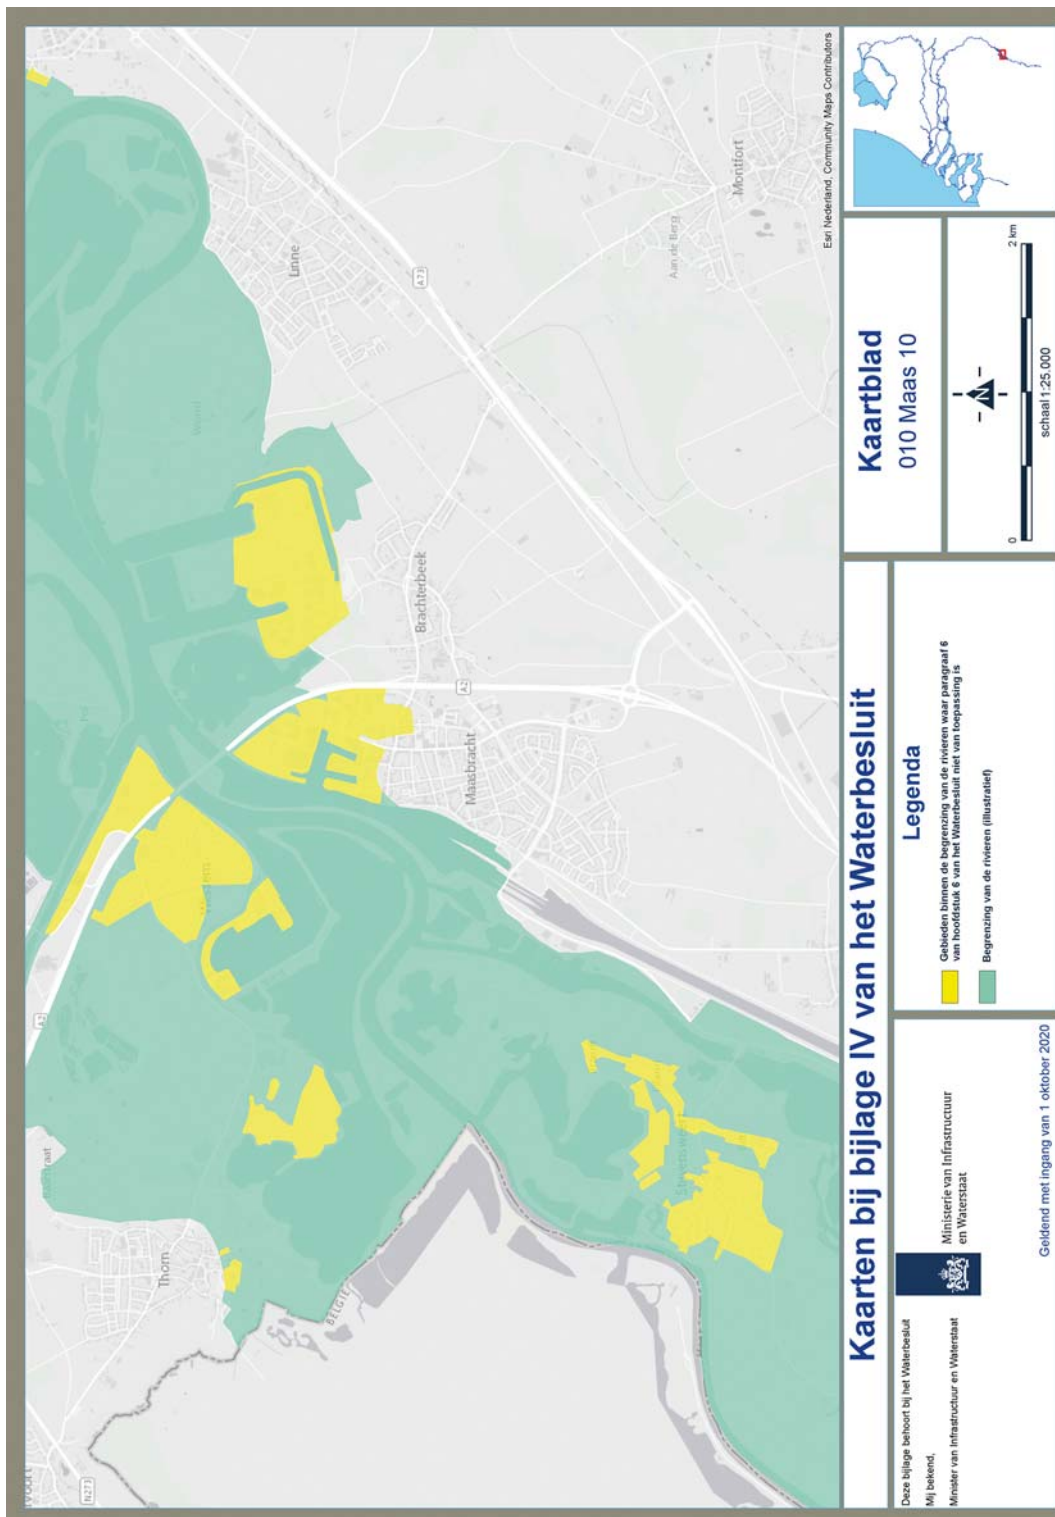 Linne
A73
Montfort
Aan de Berg
Brachterbeek
A2
Maasbracht
A2
Thorn
BELGIË
N273
Esri Nederland, Community Maps Contributors
Kaarten bij bijlage IV van het Waterbesluit
Kaartblad
010 Maas 10
N
0
2 km
schaal 1:25.000
Legenda
Gebieden binnen de begrenzing van de rivieren waar paragraaf 6
van hoofdstuk 6 van het Waterbesluit niet van toepassing is
Begrenzing van de rivieren (illustratief)
Deze bijlage behoort bij het Waterbesluit
Mij bekend,
Minister van Infrastructuur en Waterstaat
Ministerie van Infrastructuur
en Waterstaat
Geldend met ingang van 1 oktober 2020